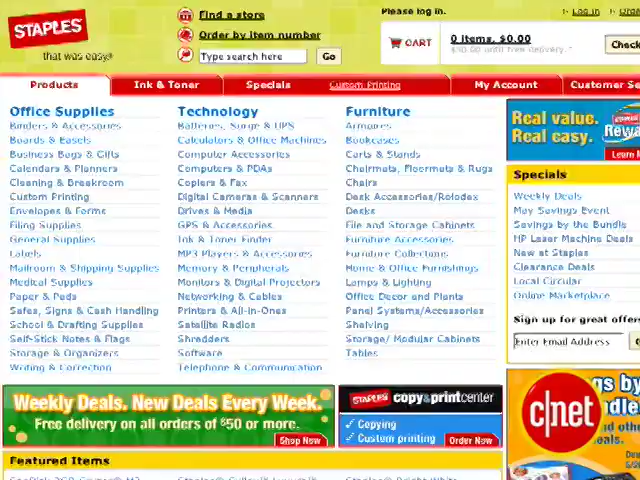 STAPLES
that was easy.®
Find a store
Order by item number
Type search here
Go
Please log in.
Log In
CART
0 items, $0.00
$50.00 until free delivery.*
Check
Products
Ink & Toner
Specials
Custom Printing
My Account
Customer Se
Office Supplies
Binders & Accessories
Boards & Easels
Business Bags & Gifts
Calendars & Planners
Cleaning & Breakroom
Custom Printing
Envelopes & Forms
Filing Supplies
General Supplies
Labels
Mailroom & Shipping Supplies
Medical Supplies
Paper & Pads
Safes, Signs & Cash Handling
School & Drafting Supplies
Self-Stick Notes & Flags
Storage & Organizers
Writing & Correction
Technology
Batteries, Surge & UPS
Calculators & Office Machines
Computer Accessories
Computers & PDAs
Copiers & Fax
Digital Cameras & Scanners
Drives & Media
GPS & Accessories
Ink & Toner Finder
MP3 Players & Accessories
Memory & Peripherals
Monitors & Digital Projectors
Networking & Cables
Printers & All-in-Ones
Satellite Radios
Shredders
Software
Telephone & Communication
Furniture
Armoires
Bookcases
Carts & Stands
Chairmats, Floormats & Rugs
Chairs
Desk Accessories/Rolodex
Desks
File and Storage Cabinets
Furniture Accessories
Furniture Collections
Home & Office Furnishings
Lamps & Lighting
Office Decor and Plants
Panel Systems/Accessories
Shelving
Storage/ Modular Cabinets
Tables
Real value.
Real easy.
Rewa
Learn M
Specials
Weekly Deals
May Savings Event
Savings by the Bundle
HP Laser Machine Deals
New at Staples
Clearance Deals
Local Circular
Online Marketplace
Sign up for great offers
Enter Email Address
Weekly Deals. New Deals Every Week.
Free delivery on all orders of $50 or more.
Shop Now
STAPLES copy&printcenter
✓ Copying
✓ Custom printing
Order Now
c|net
gs by
ndle
d othe
eals.
Featured Items